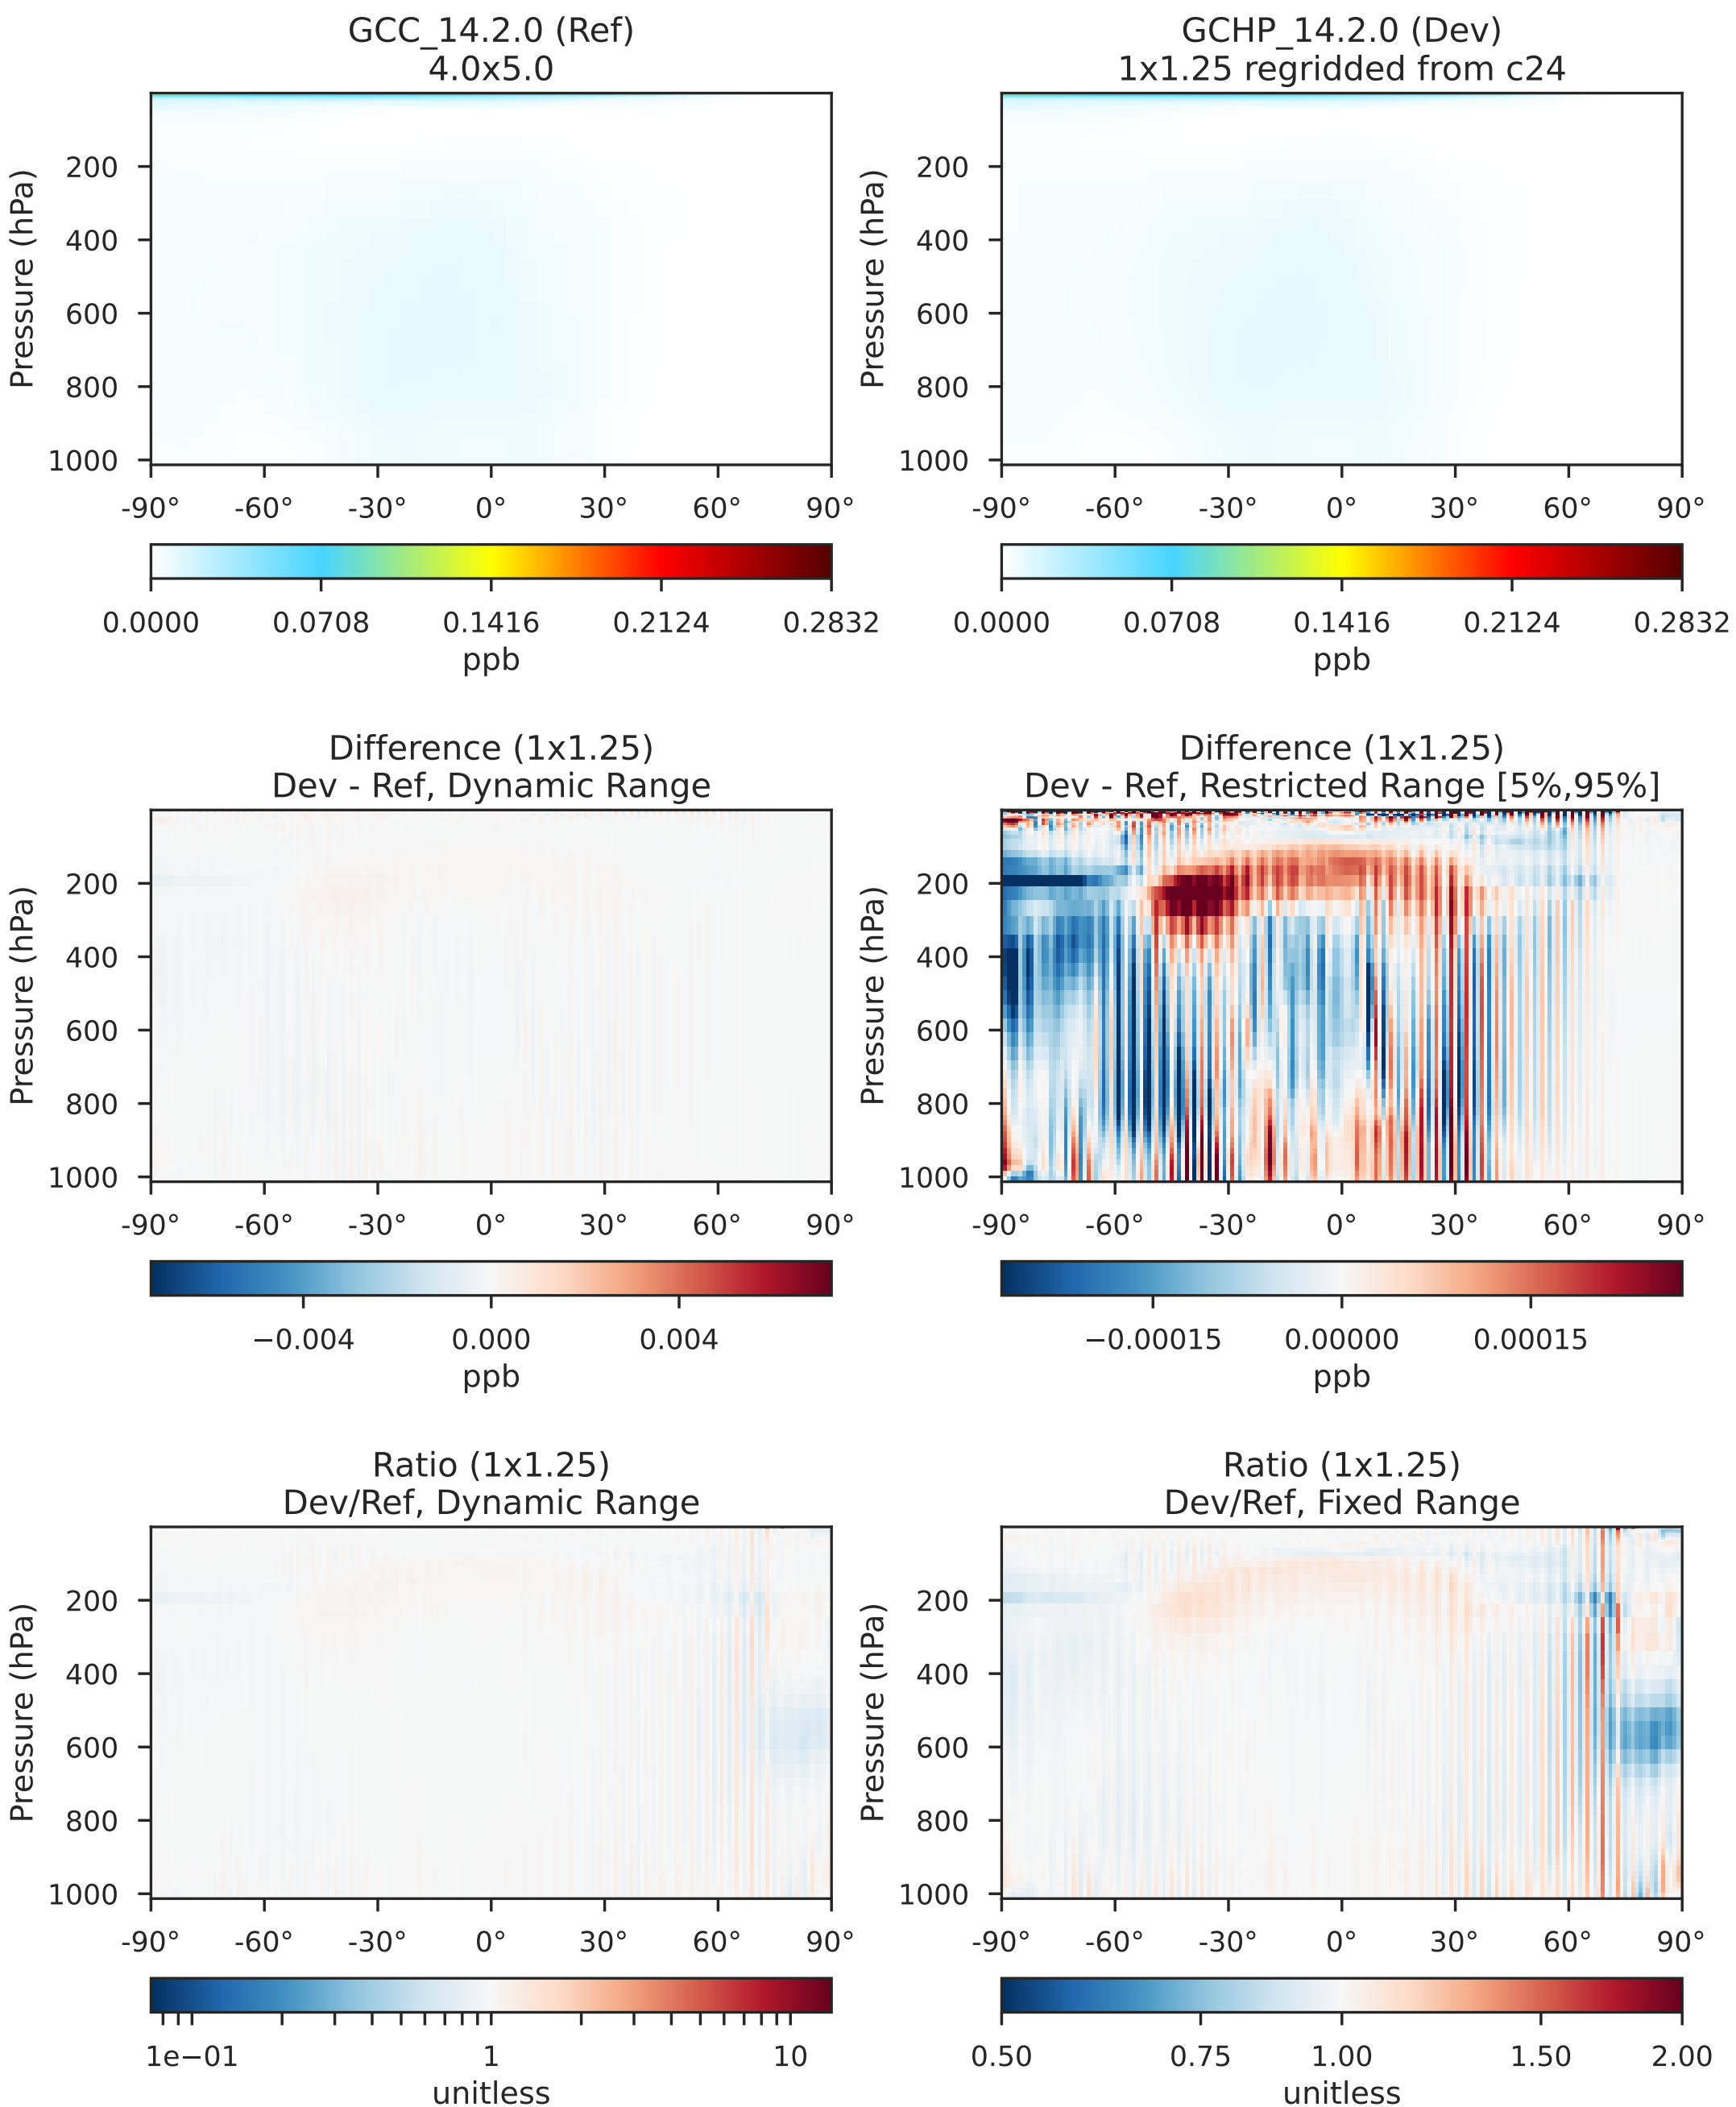 GCC_14.2.0 (Ref)
4.0x5.0
Pressure (hPa)
200
400
600
800
1000
-90° -60° -30° 0° 30° 60° 90°
0.0000 0.0708 0.1416 0.2124 0.2832
ppb
GCHP_14.2.0 (Dev)
1x1.25 regridded from c24
Pressure (hPa)
200
400
600
800
1000
-90° -60° -30° 0° 30° 60° 90°
0.0000 0.0708 0.1416 0.2124 0.2832
ppb
Difference (1x1.25)
Dev - Ref, Dynamic Range
Pressure (hPa)
200
400
600
800
1000
-90° -60° -30° 0° 30° 60° 90°
−0.004 0.000 0.004
ppb
Difference (1x1.25)
Dev - Ref, Restricted Range [5%,95%]
Pressure (hPa)
200
400
600
800
1000
-90° -60° -30° 0° 30° 60° 90°
−0.00015 0.00000 0.00015
ppb
Ratio (1x1.25)
Dev/Ref, Dynamic Range
Pressure (hPa)
200
400
600
800
1000
-90° -60° -30° 0° 30° 60° 90°
1e−01 1 10
unitless
Ratio (1x1.25)
Dev/Ref, Fixed Range
Pressure (hPa)
200
400
600
800
1000
-90° -60° -30° 0° 30° 60° 90°
0.50 0.75 1.00 1.50 2.00
unitless